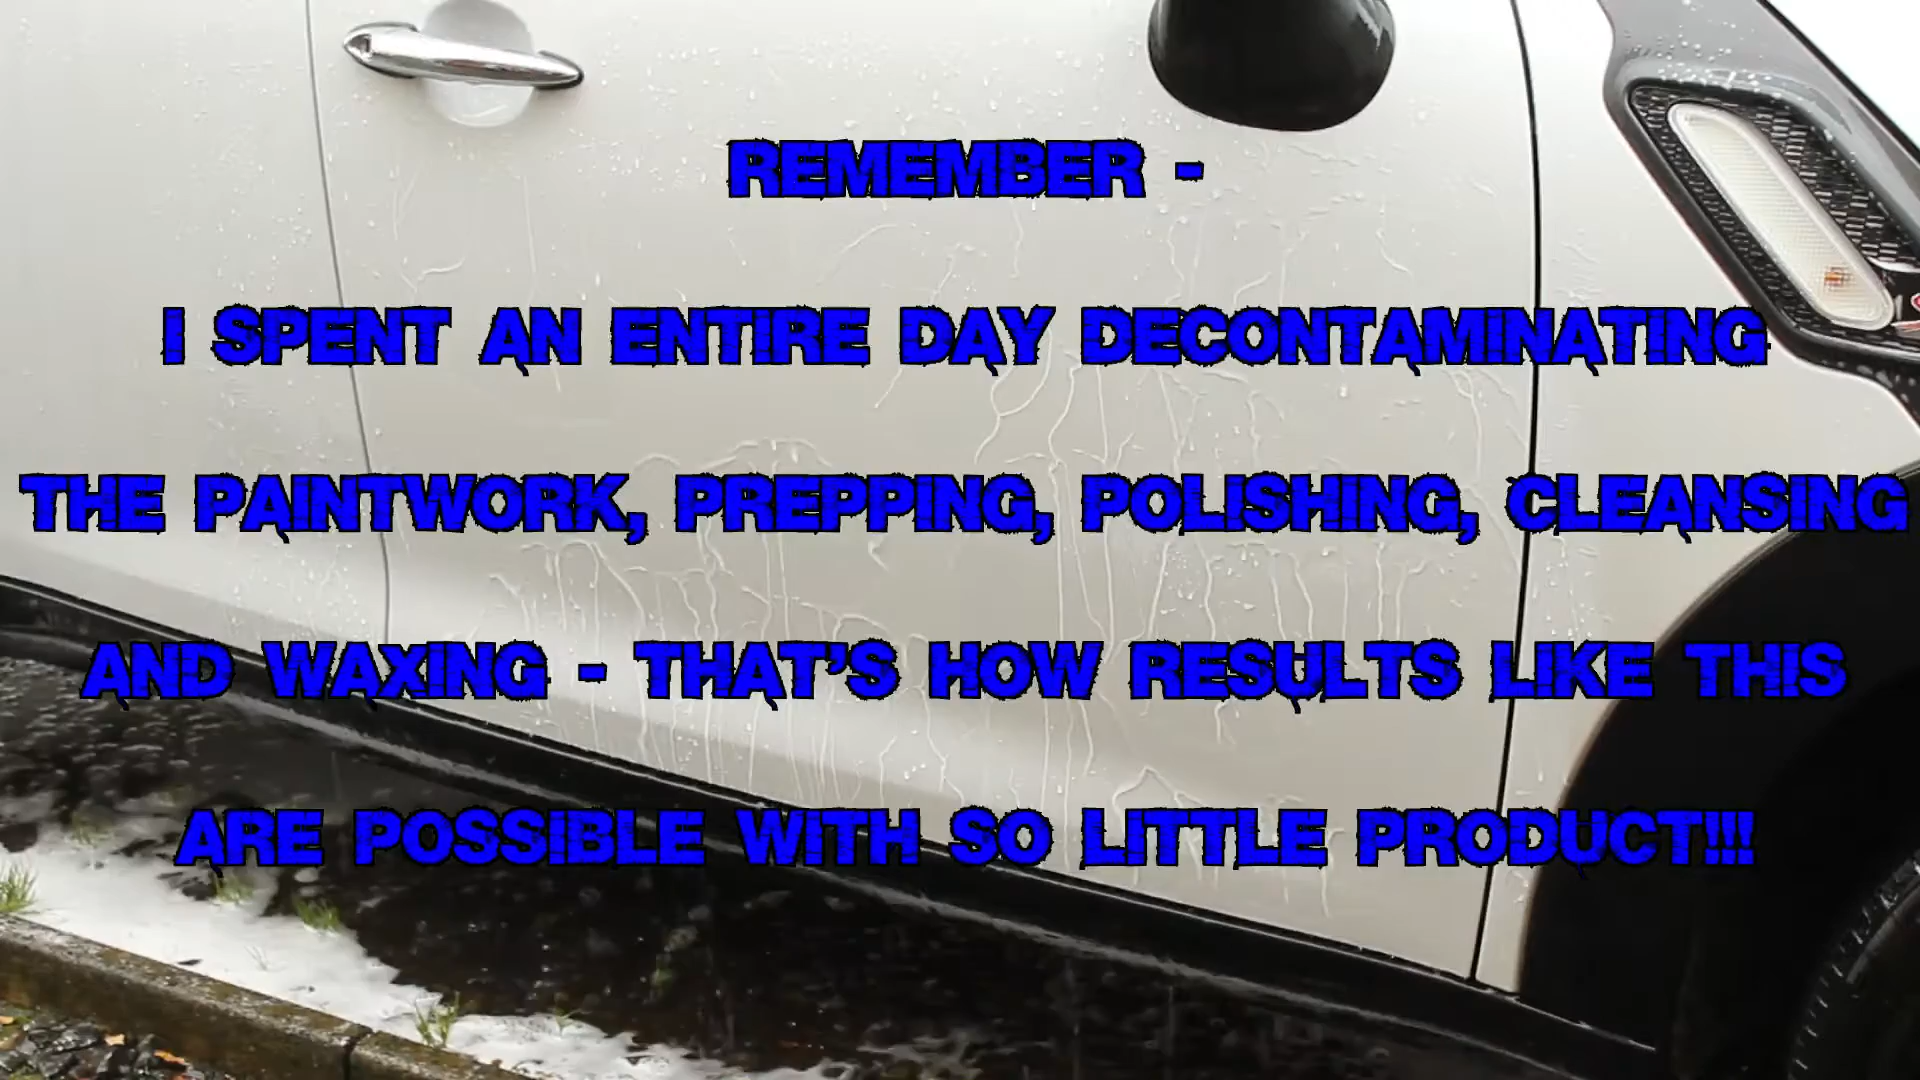 REMEMBER -
I SPENT AN ENTIRE DAY DECONTAMINATING
THE PAINTWORK, PREPPING, POLISHING, CLEANSING
AND WAXING - THAT'S HOW RESULTS LIKE THIS
ARE POSSIBLE WITH SO LITTLE PRODUCT!!!